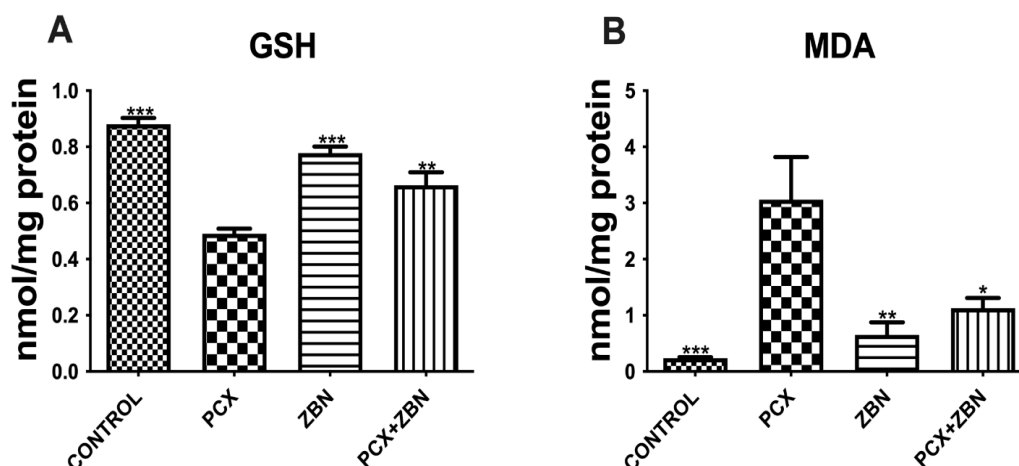 A
GSH
nmol/mg protein
1.0
0.8
0.6
0.4
0.2
0.0
***
***
**
CONTROL
PCX
ZBN
PCX+ZBN
B
MDA
nmol/mg protein
5
4
3
2
1
0
***
**
*
CONTROL
PCX
ZBN
PCX+ZBN